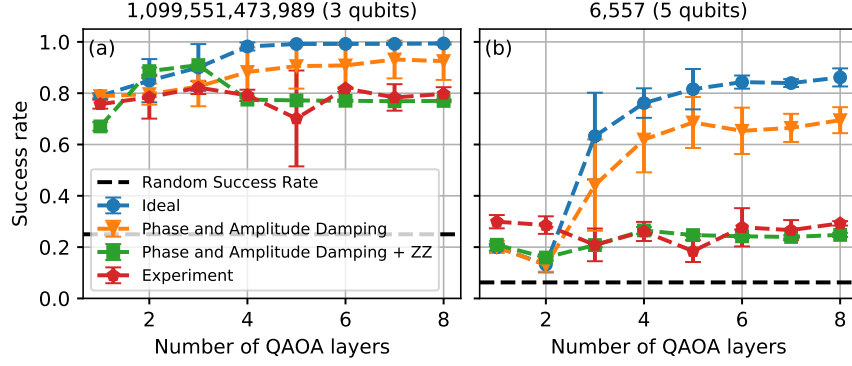 1,099,551,473,989 (3 qubits)
6,557 (5 qubits)
Success rate
1.0
0.8
0.6
0.4
0.2
0.0
(a)
Random Success Rate
Ideal
Phase and Amplitude Damping
Phase and Amplitude Damping + ZZ
Experiment
2 4 6 8
Number of QAOA layers
(b)
2 4 6 8
Number of QAOA layers